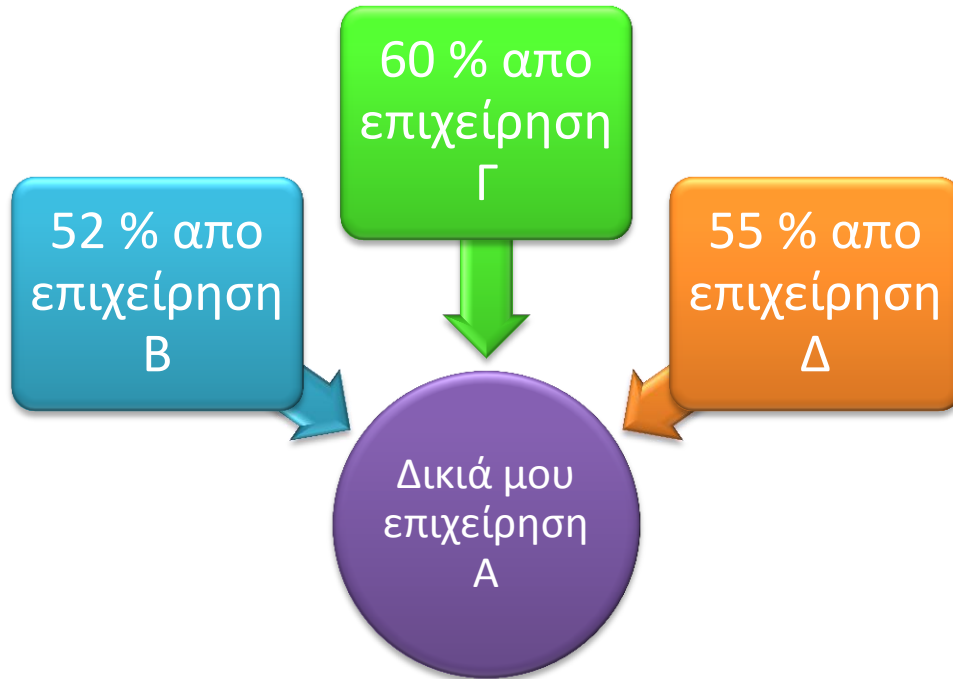 60 % απο
επιχείρηση
Γ
52 % απο
επιχείρηση
Β
55 % απο
επιχείρηση
Δ
Δικιά μου
επιχείρηση
Α